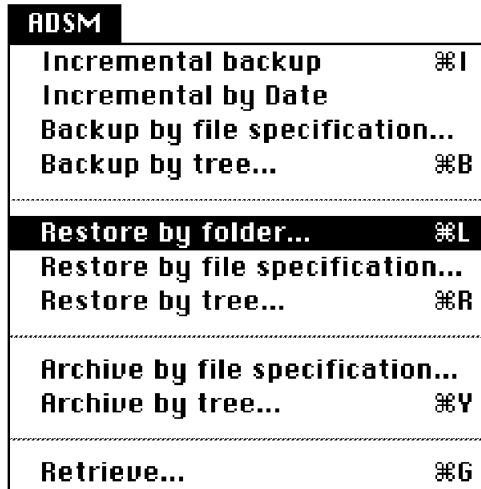 ADSM
Incremental backup ⌘I
Incremental by Date
Backup by file specification...
Backup by tree... ⌘B
Restore by folder... ⌘L
Restore by file specification...
Restore by tree... ⌘R
Archive by file specification...
Archive by tree... ⌘Y
Retrieve... ⌘G